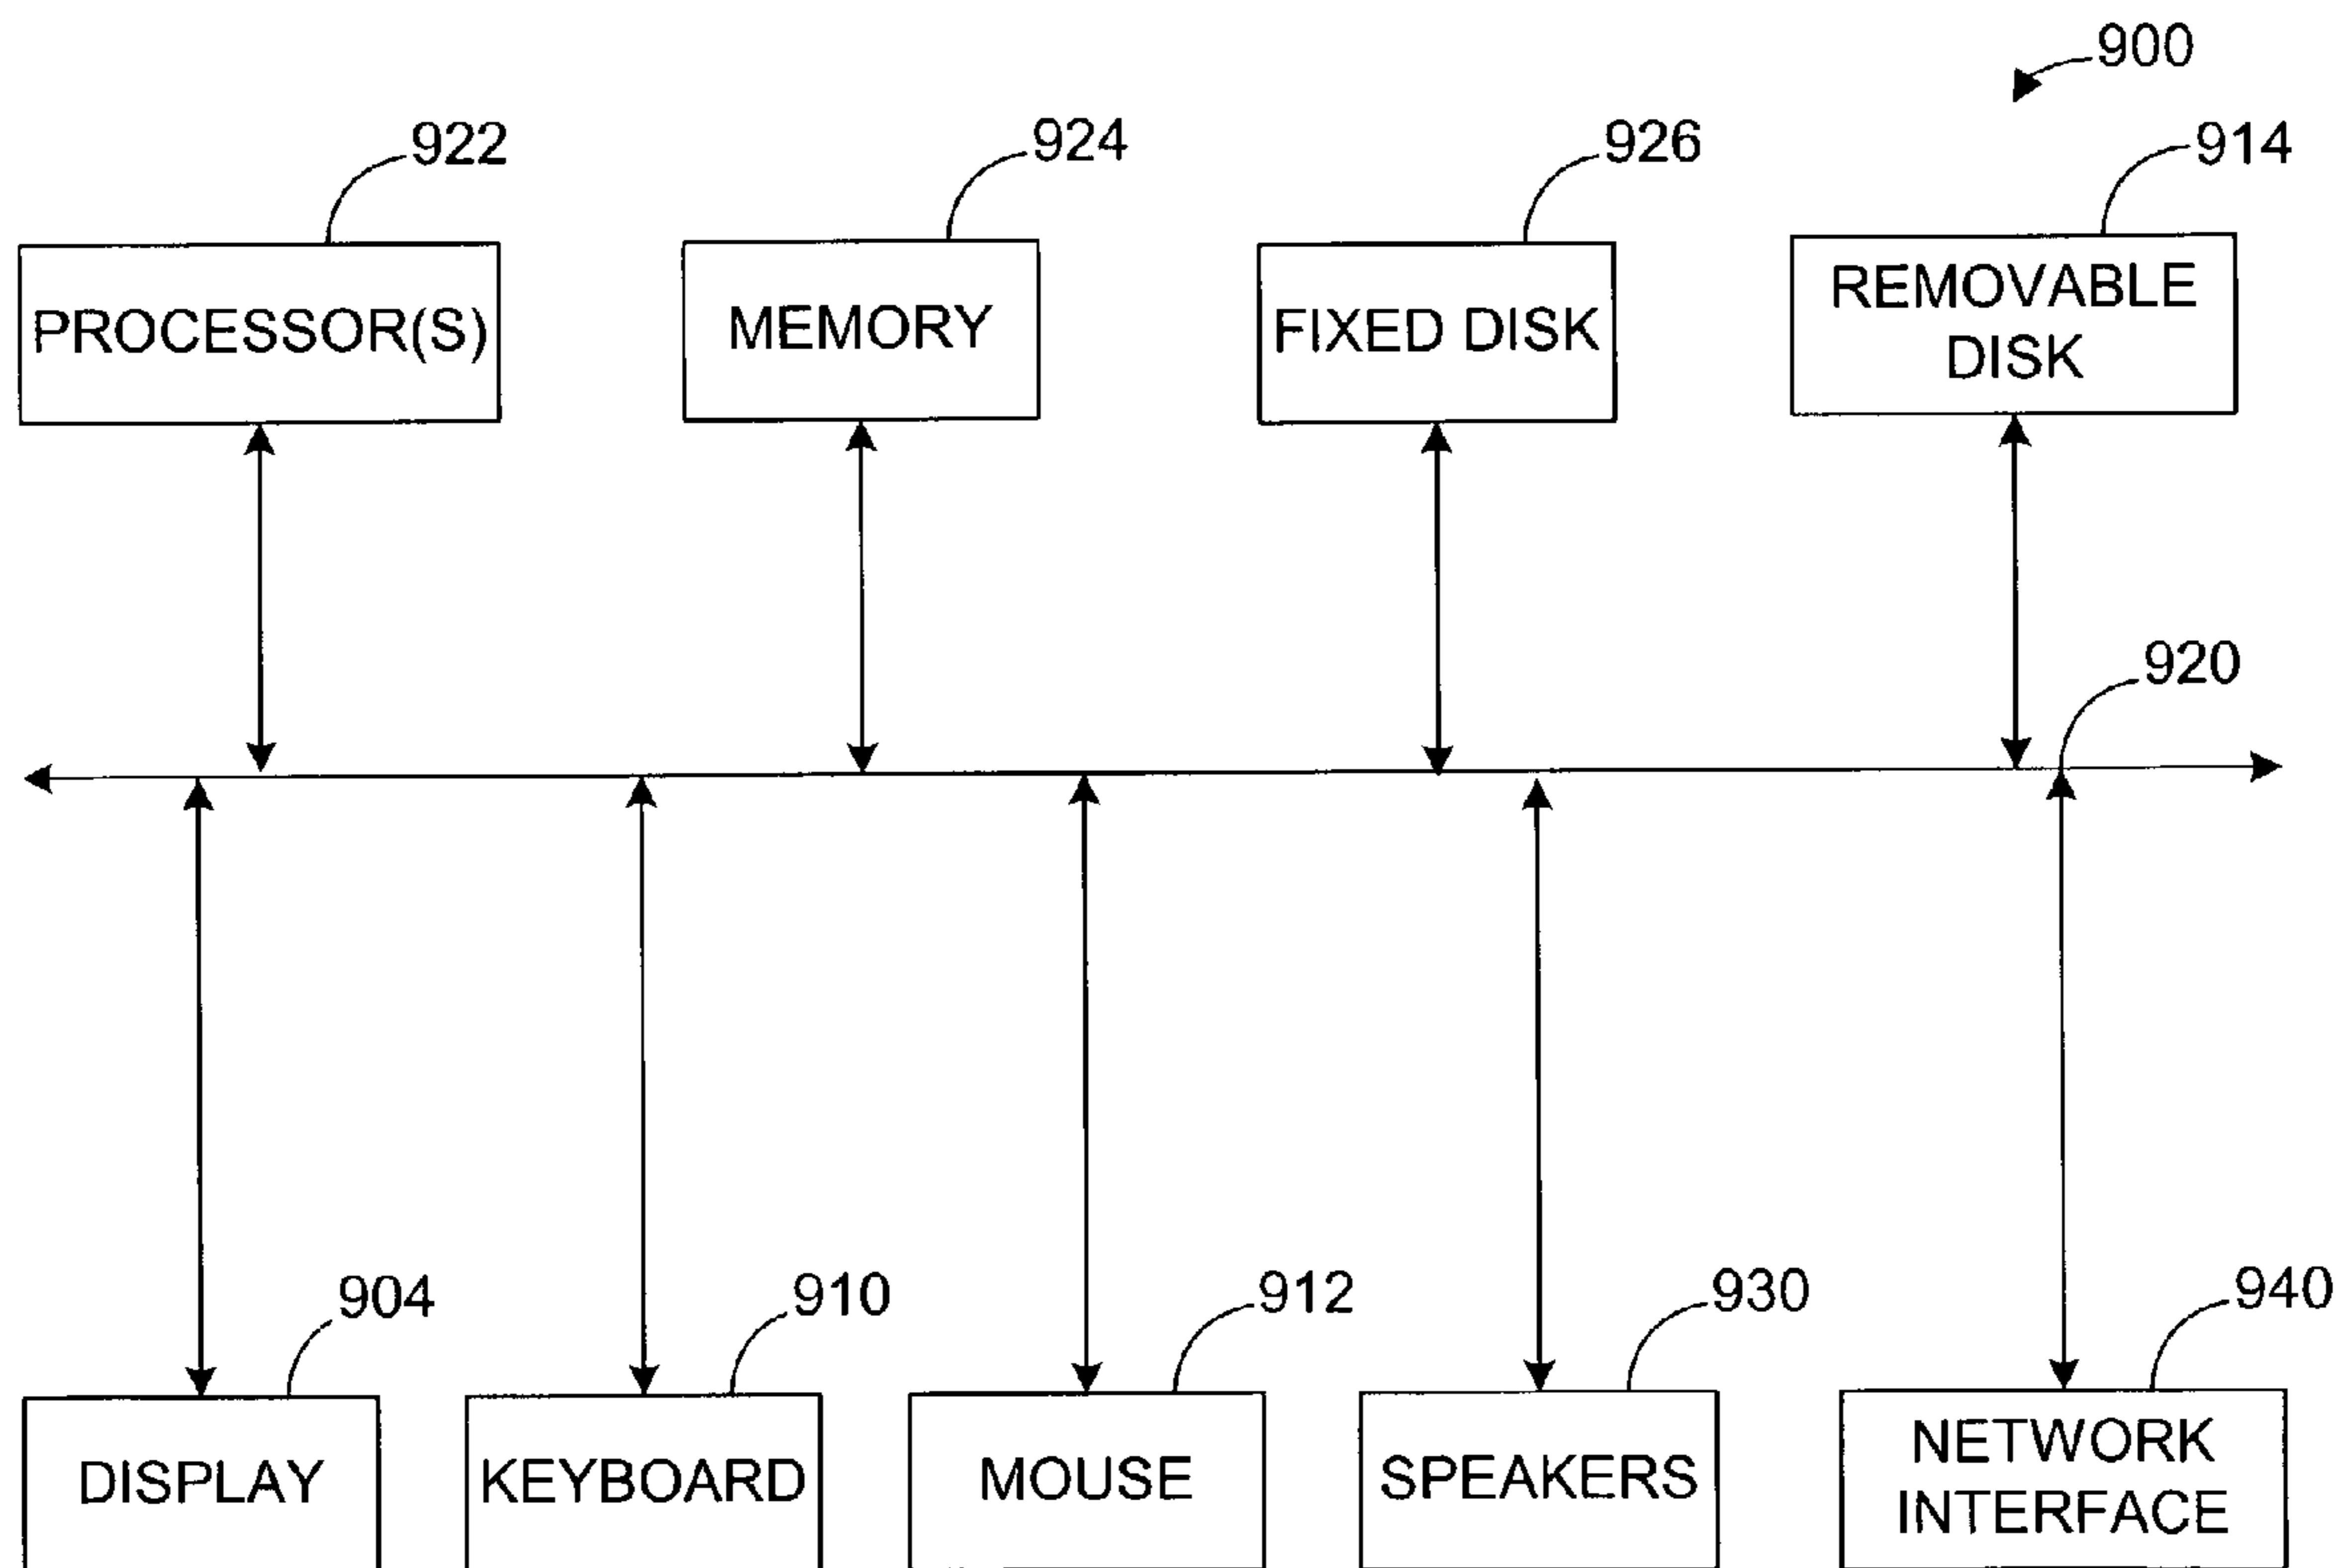 900
922
924
926
914
PROCESSOR(S)
MEMORY
FIXED DISK
REMOVABLE
DISK
920
904
910
912
930
940
DISPLAY
KEYBOARD
MOUSE
SPEAKERS
NETWORK
INTERFACE